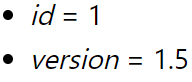 • id = 1
• version = 1.5